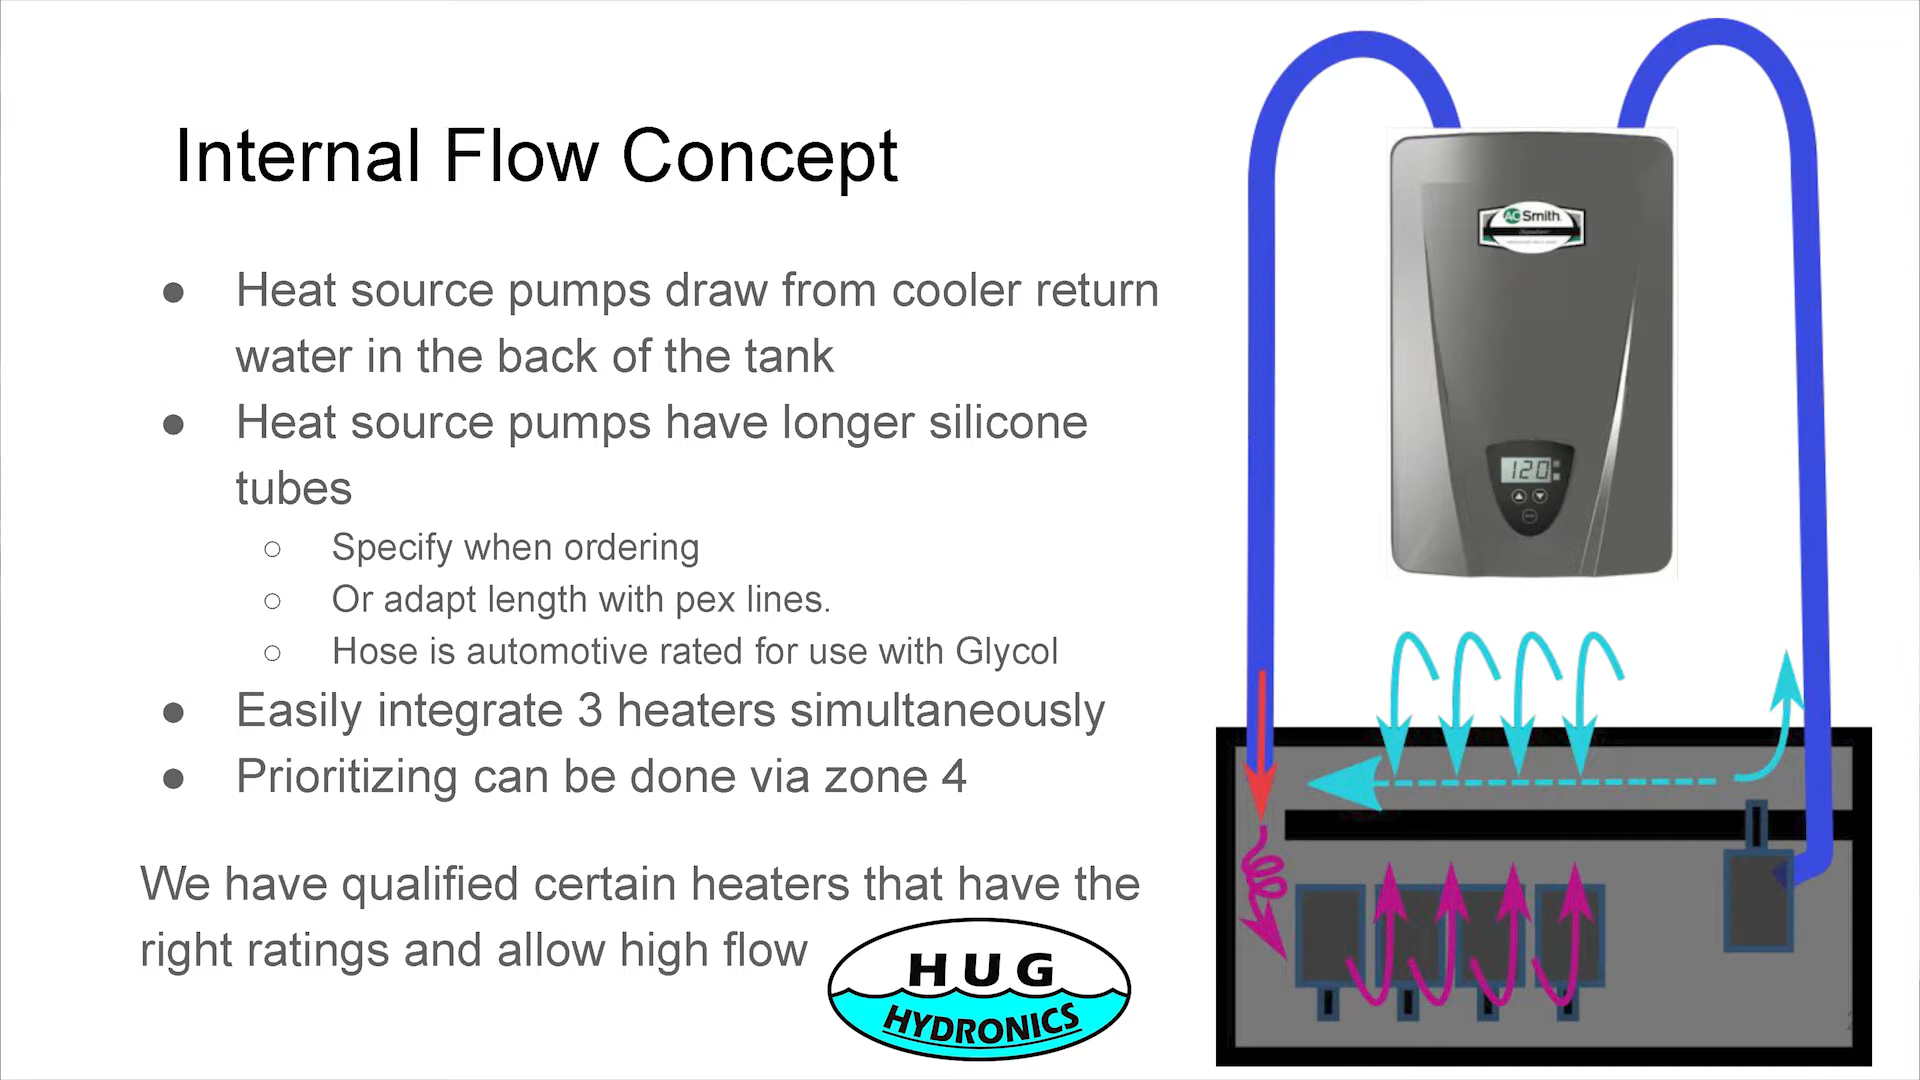 Internal Flow Concept
● Heat source pumps draw from cooler return
water in the back of the tank
● Heat source pumps have longer silicone
tubes
○ Specify when ordering
○ Or adapt length with pex lines.
○ Hose is automotive rated for use with Glycol
● Easily integrate 3 heaters simultaneously
● Prioritizing can be done via zone 4
We have qualified certain heaters that have the
right ratings and allow high flow
HUG
HYDRONICS
AO Smith
120